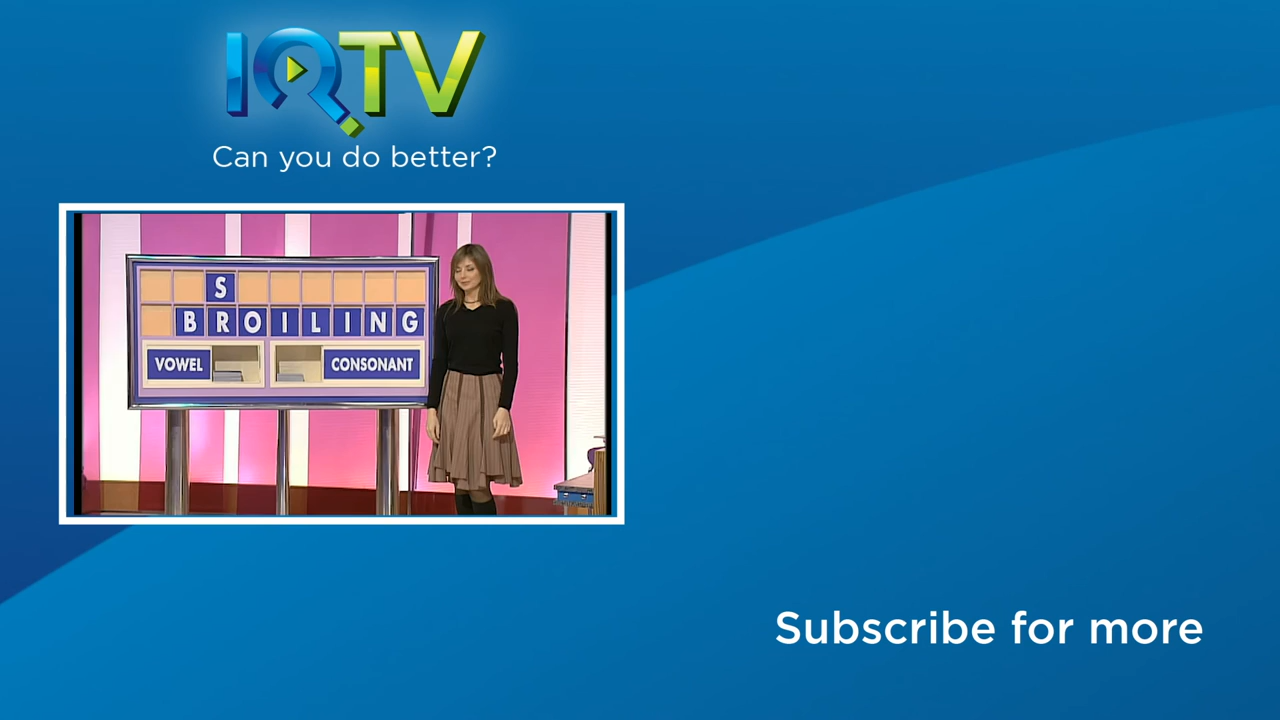 IQTV
Can you do better?
S
BROILING
VOWEL CONSONANT
Subscribe for more